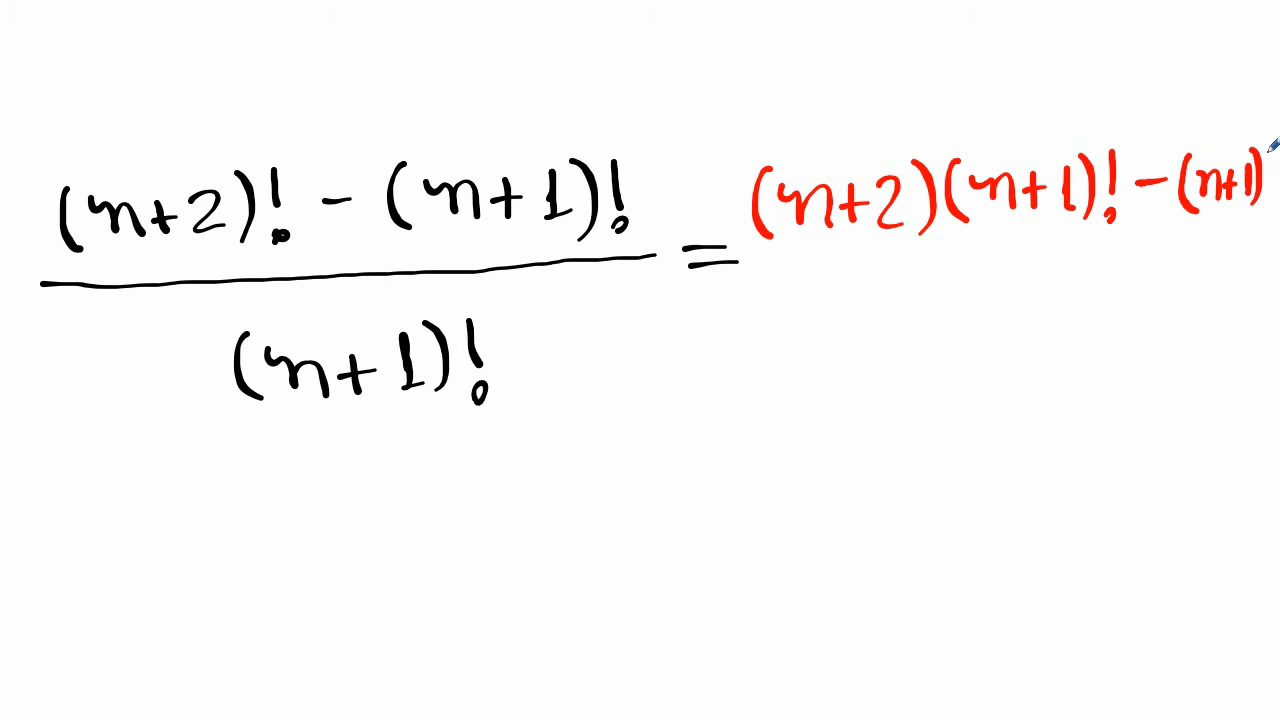 (n+2)! - (n+1)! = (n+2)(n+1)! - (n+1)
(n+1)!